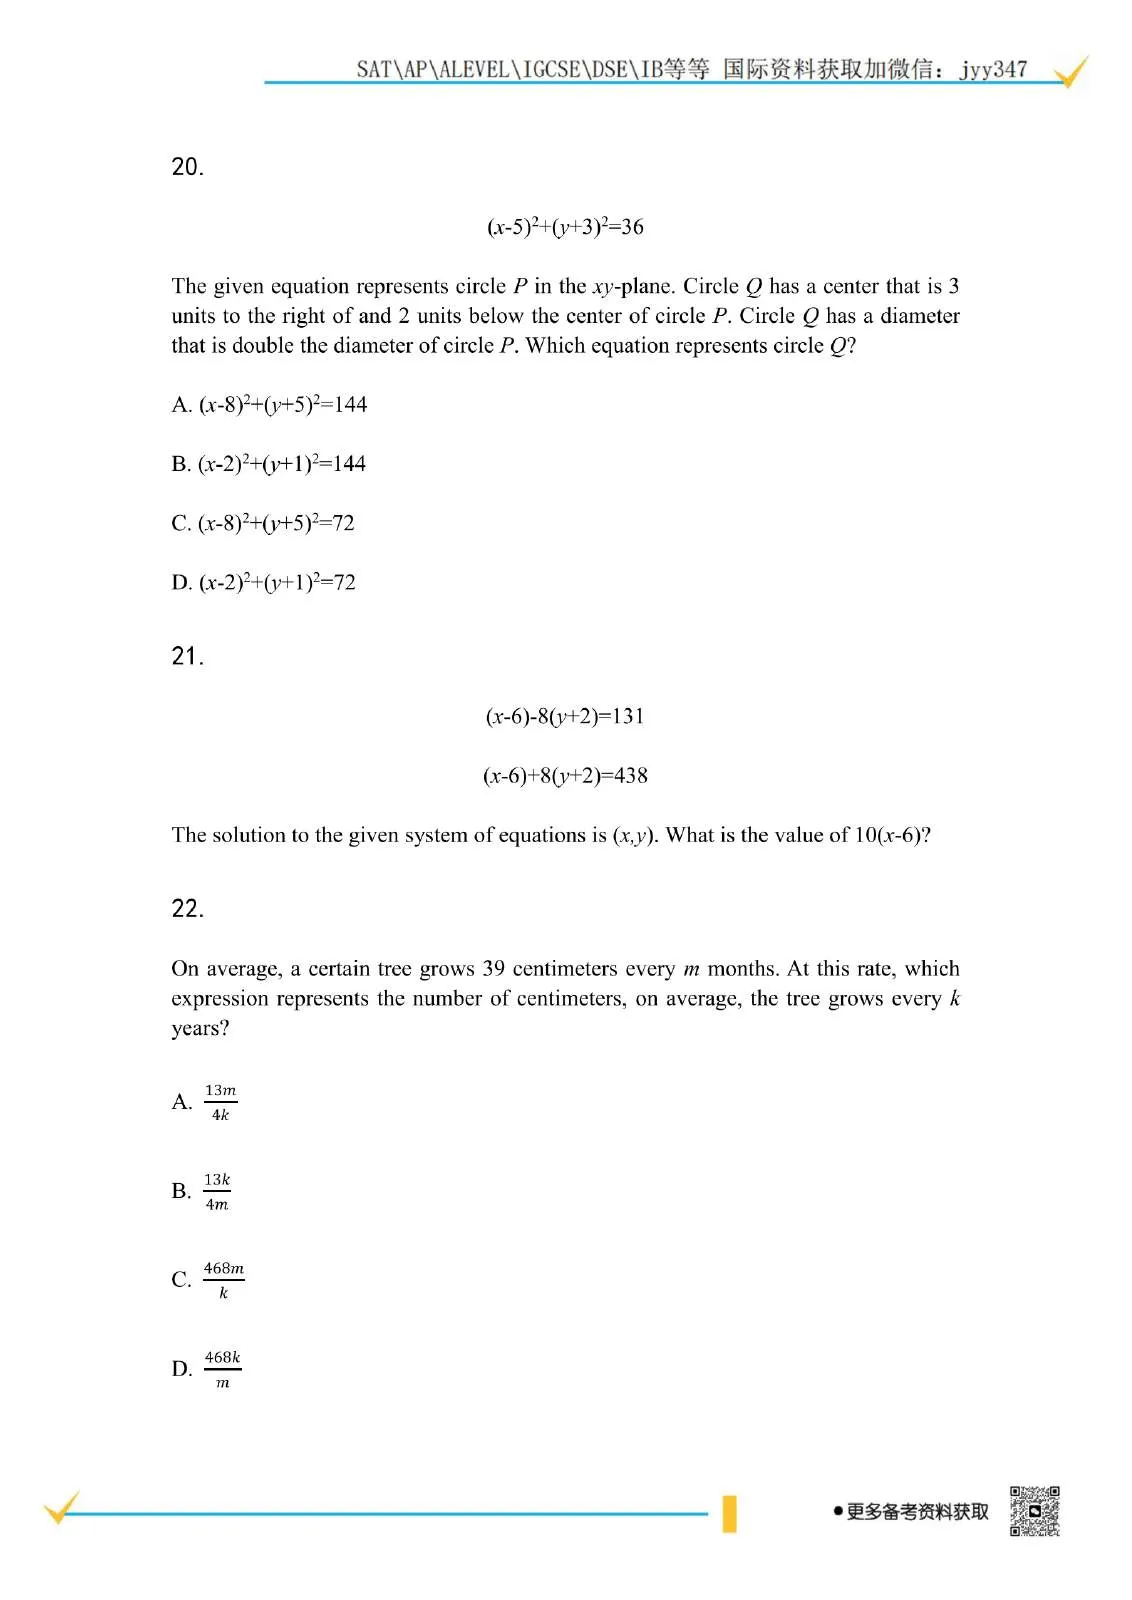 SAT\AP\ALEVEL\IGCSE\DSE\IB等等 国际资料获取加微信：jyy347
20.
(x-5)²+(y+3)²=36
The given equation represents circle P in the xy-plane. Circle Q has a center that is 3
units to the right of and 2 units below the center of circle P. Circle Q has a diameter
that is double the diameter of circle P. Which equation represents circle Q?
A. (x-8)²+(y+5)²=144
B. (x-2)²+(y+1)²=144
C. (x-8)²+(y+5)²=72
D. (x-2)²+(y+1)²=72
21.
(x-6)-8(y+2)=131
(x-6)+8(y+2)=438
The solution to the given system of equations is (x,y). What is the value of 10(x-6)?
22.
On average, a certain tree grows 39 centimeters every m months. At this rate, which
expression represents the number of centimeters, on average, the tree grows every k
years?
A. 13m/4k
B. 13k/4m
C. 468m/k
D. 468k/m
●更多备考资料获取